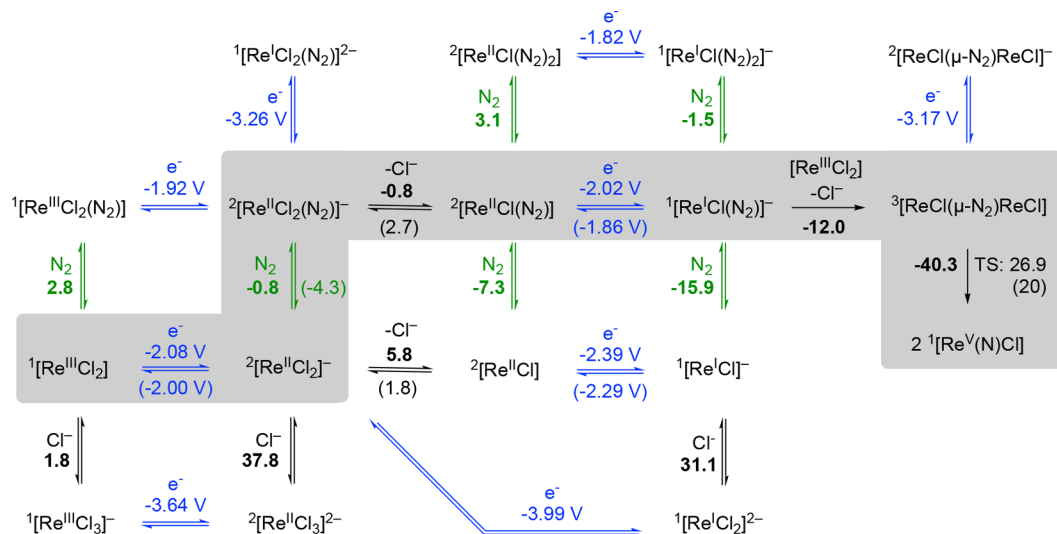 e⁻
-1.82 V
¹[ReᴵCl₂(N₂)]²⁻
²[ReᴵᴵCl(N₂)₂]
¹[ReᴵCl(N₂)₂]⁻
²[ReCl(µ-N₂)ReCl]⁻
e⁻
-3.26 V
N₂
3.1
N₂
-1.5
e⁻
-3.17 V
e⁻
-1.92 V
-Cl⁻
-0.8
(2.7)
e⁻
-2.02 V
(-1.86 V)
[ReᴵᴵᴵCl₂]
-Cl⁻
-12.0
¹[ReᴵᴵᴵCl₂(N₂)]
²[ReᴵᴵCl₂(N₂)]⁻
²[ReᴵᴵCl(N₂)]
¹[ReᴵCl(N₂)]⁻
³[ReCl(µ-N₂)ReCl]
N₂
2.8
N₂
-0.8
(-4.3)
N₂
-7.3
N₂
-15.9
-40.3
TS: 26.9
(20)
e⁻
-2.08 V
(-2.00 V)
-Cl⁻
5.8
(1.8)
e⁻
-2.39 V
(-2.29 V)
¹[ReᴵᴵᴵCl₂]
²[ReᴵᴵCl₂]⁻
²[ReᴵᴵCl]
¹[ReᴵCl]⁻
2 ¹[Reⱽ(N)Cl]
Cl⁻
1.8
Cl⁻
37.8
Cl⁻
31.1
e⁻
-3.64 V
e⁻
-3.99 V
¹[ReᴵᴵᴵCl₃]⁻
²[ReᴵᴵCl₃]²⁻
¹[ReᴵCl₂]²⁻